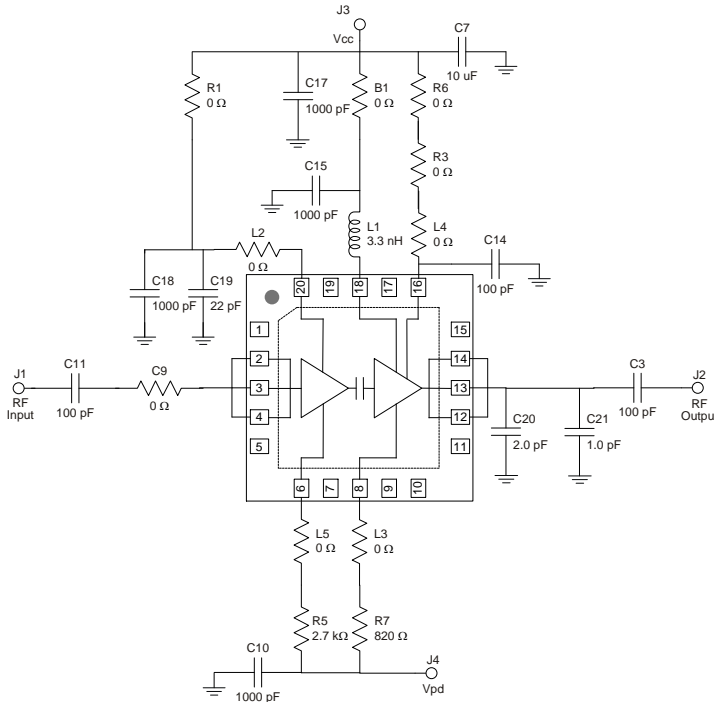 J3
Vcc
C7
10 uF
R1
0 Ω
C17
1000 pF
B1
0 Ω
R6
0 Ω
R3
0 Ω
C15
1000 pF
L1
3.3 nH
L4
0 Ω
L2
0 Ω
C14
100 pF
C18
1000 pF
C19
22 pF
20
19
18
17
16
1
15
2
14
3
13
4
12
5
11
J1
RF
Input
C11
100 pF
C9
0 Ω
C3
100 pF
J2
RF
Outpu
C20
2.0 pF
C21
1.0 pF
6
7
8
9
10
L5
0 Ω
L3
0 Ω
R5
2.7 kΩ
R7
820 Ω
C10
1000 pF
J4
Vpd